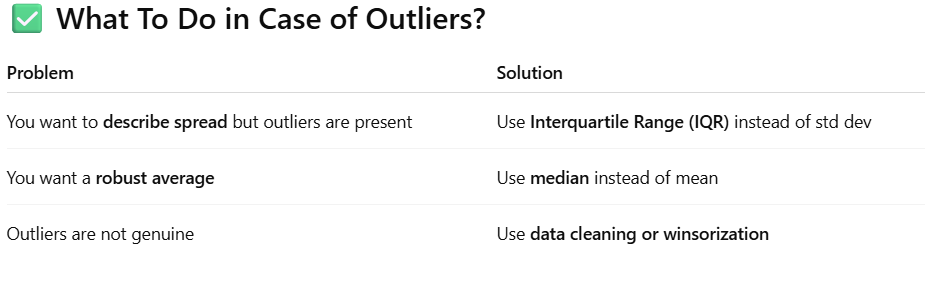 ✅ What To Do in Case of Outliers?
Problem Solution
You want to describe spread but outliers are present Use Interquartile Range (IQR) instead of std dev
You want a robust average Use median instead of mean
Outliers are not genuine Use data cleaning or winsorization